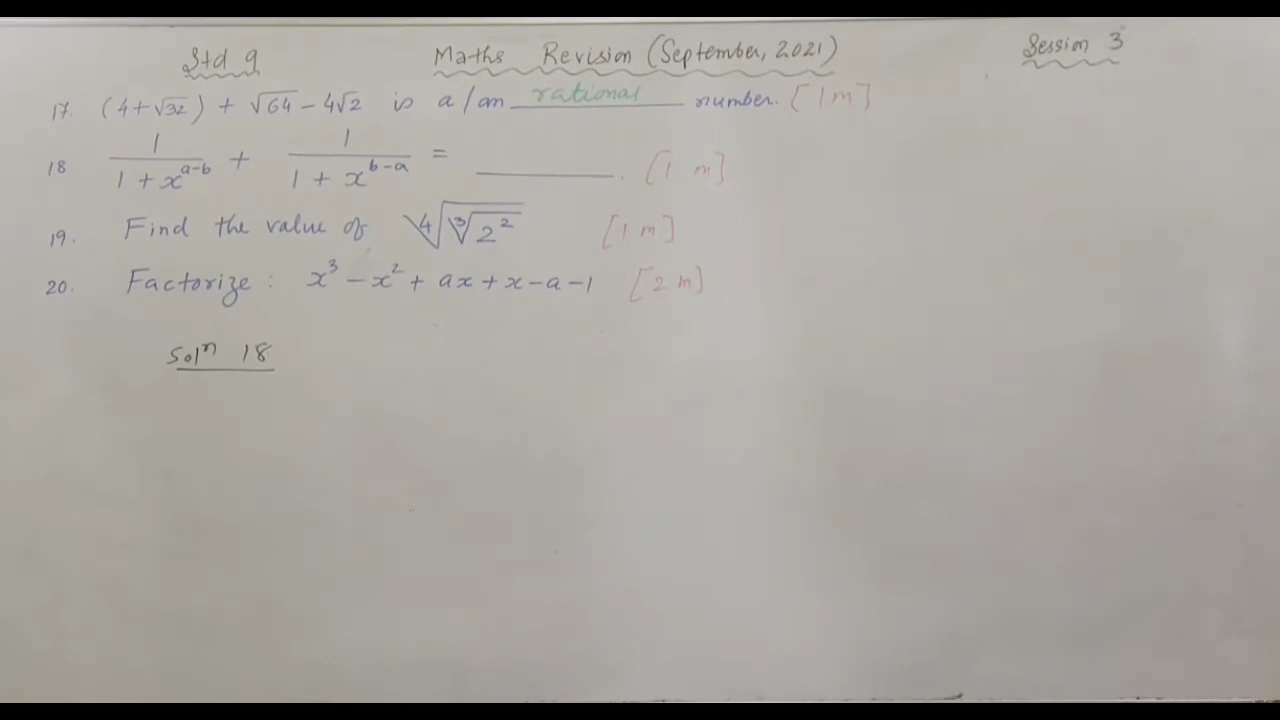 Std 9 Maths Revision (September, 2021) Session 3
17. (4+√32) + √64 – 4√2 is a/an rational number. [1m]
18 1/(1+x^(a-b)) + 1/(1+x^(b-a)) = ________. [1 m]
19. Find the value of ⁴√(³√(2²)) [1 m]
20. Factorize: x³ – x² + ax + x – a – 1 [2 m]
Solⁿ 18